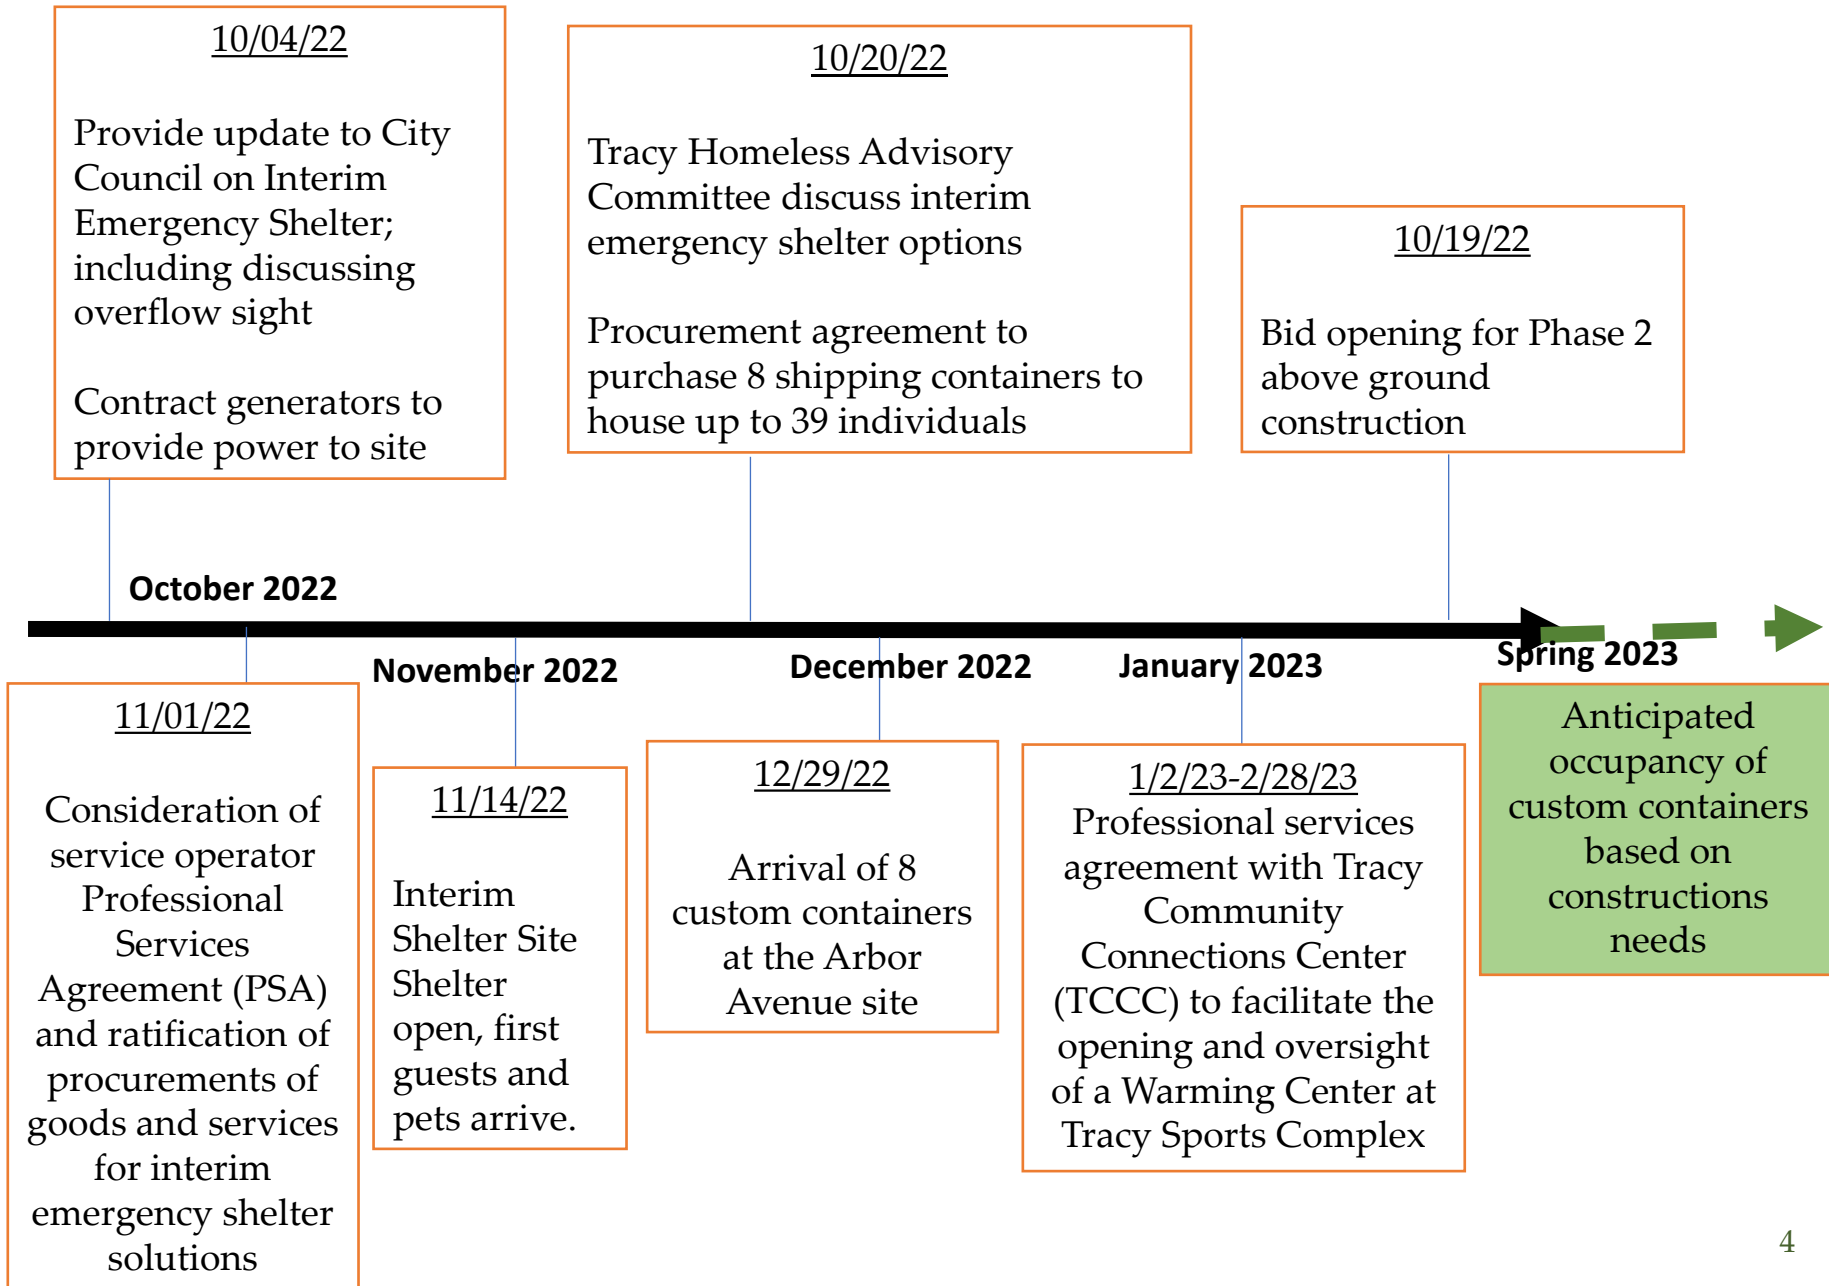 10/04/22
Provide update to City
Council on Interim
Emergency Shelter;
including discussing
overflow sight
Contract generators to
provide power to site
10/20/22
Tracy Homeless Advisory
Committee discuss interim
emergency shelter options
Procurement agreement to
purchase 8 shipping containers to
house up to 39 individuals
10/19/22
Bid opening for Phase 2
above ground
construction
October 2022
November 2022
December 2022
January 2023
Spring 2023
11/01/22
Consideration of
service operator
Professional
Services
Agreement (PSA)
and ratification of
procurements of
goods and services
for interim
emergency shelter
solutions
11/14/22
Interim
Shelter Site
Shelter
open, first
guests and
pets arrive.
12/29/22
Arrival of 8
custom containers
at the Arbor
Avenue site
1/2/23-2/28/23
Professional services
agreement with Tracy
Community
Connections Center
(TCCC) to facilitate the
opening and oversight
of a Warming Center at
Tracy Sports Complex
Anticipated
occupancy of
custom containers
based on
constructions
needs
4